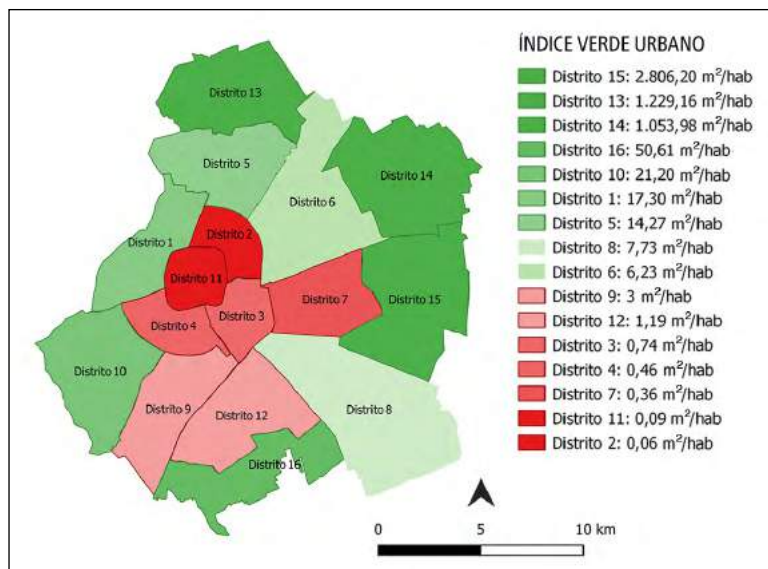 ÍNDICE VERDE URBANO
Distrito 15: 2.806,20 m²/hab
Distrito 13: 1.229,16 m²/hab
Distrito 14: 1.053,98 m²/hab
Distrito 16: 50,61 m²/hab
Distrito 10: 21,20 m²/hab
Distrito 1: 17,30 m²/hab
Distrito 5: 14,27 m²/hab
Distrito 8: 7,73 m²/hab
Distrito 6: 6,23 m²/hab
Distrito 9: 3 m²/hab
Distrito 12: 1,19 m²/hab
Distrito 3: 0,74 m²/hab
Distrito 4: 0,46 m²/hab
Distrito 7: 0,36 m²/hab
Distrito 11: 0,09 m²/hab
Distrito 2: 0,06 m²/hab
Distrito 13
Distrito 5
Distrito 14
Distrito 6
Distrito 2
Distrito 1
Distrito 11
Distrito 7
Distrito 15
Distrito 3
Distrito 4
Distrito 10
Distrito 9
Distrito 12
Distrito 8
Distrito 16
0
5
10 km